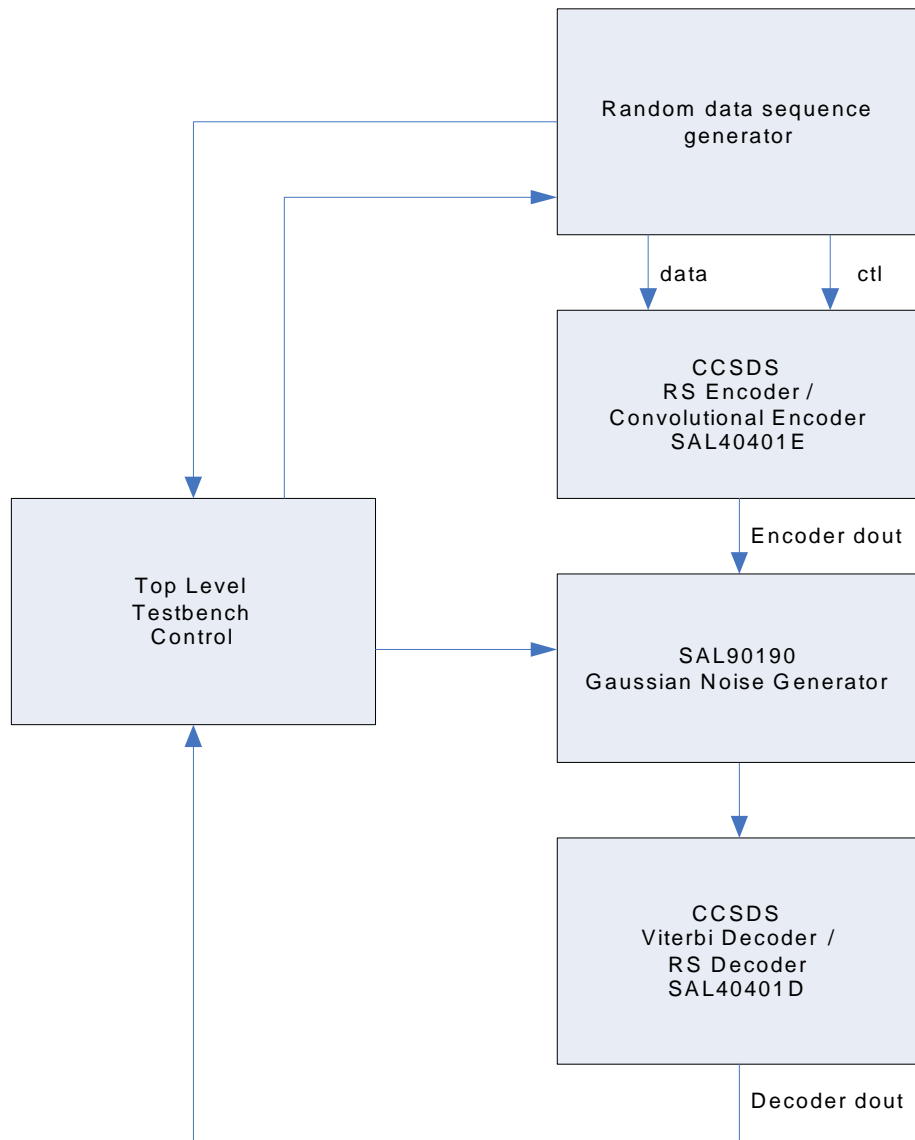 Random data sequence
generator
data
ctl
CCSDS
RS Encoder /
Convolutional Encoder
SAL40401E
Encoder dout
Top Level
Testbench
Control
SAL90190
Gaussian Noise Generator
CCSDS
Viterbi Decoder /
RS Decoder
SAL40401D
Decoder dout